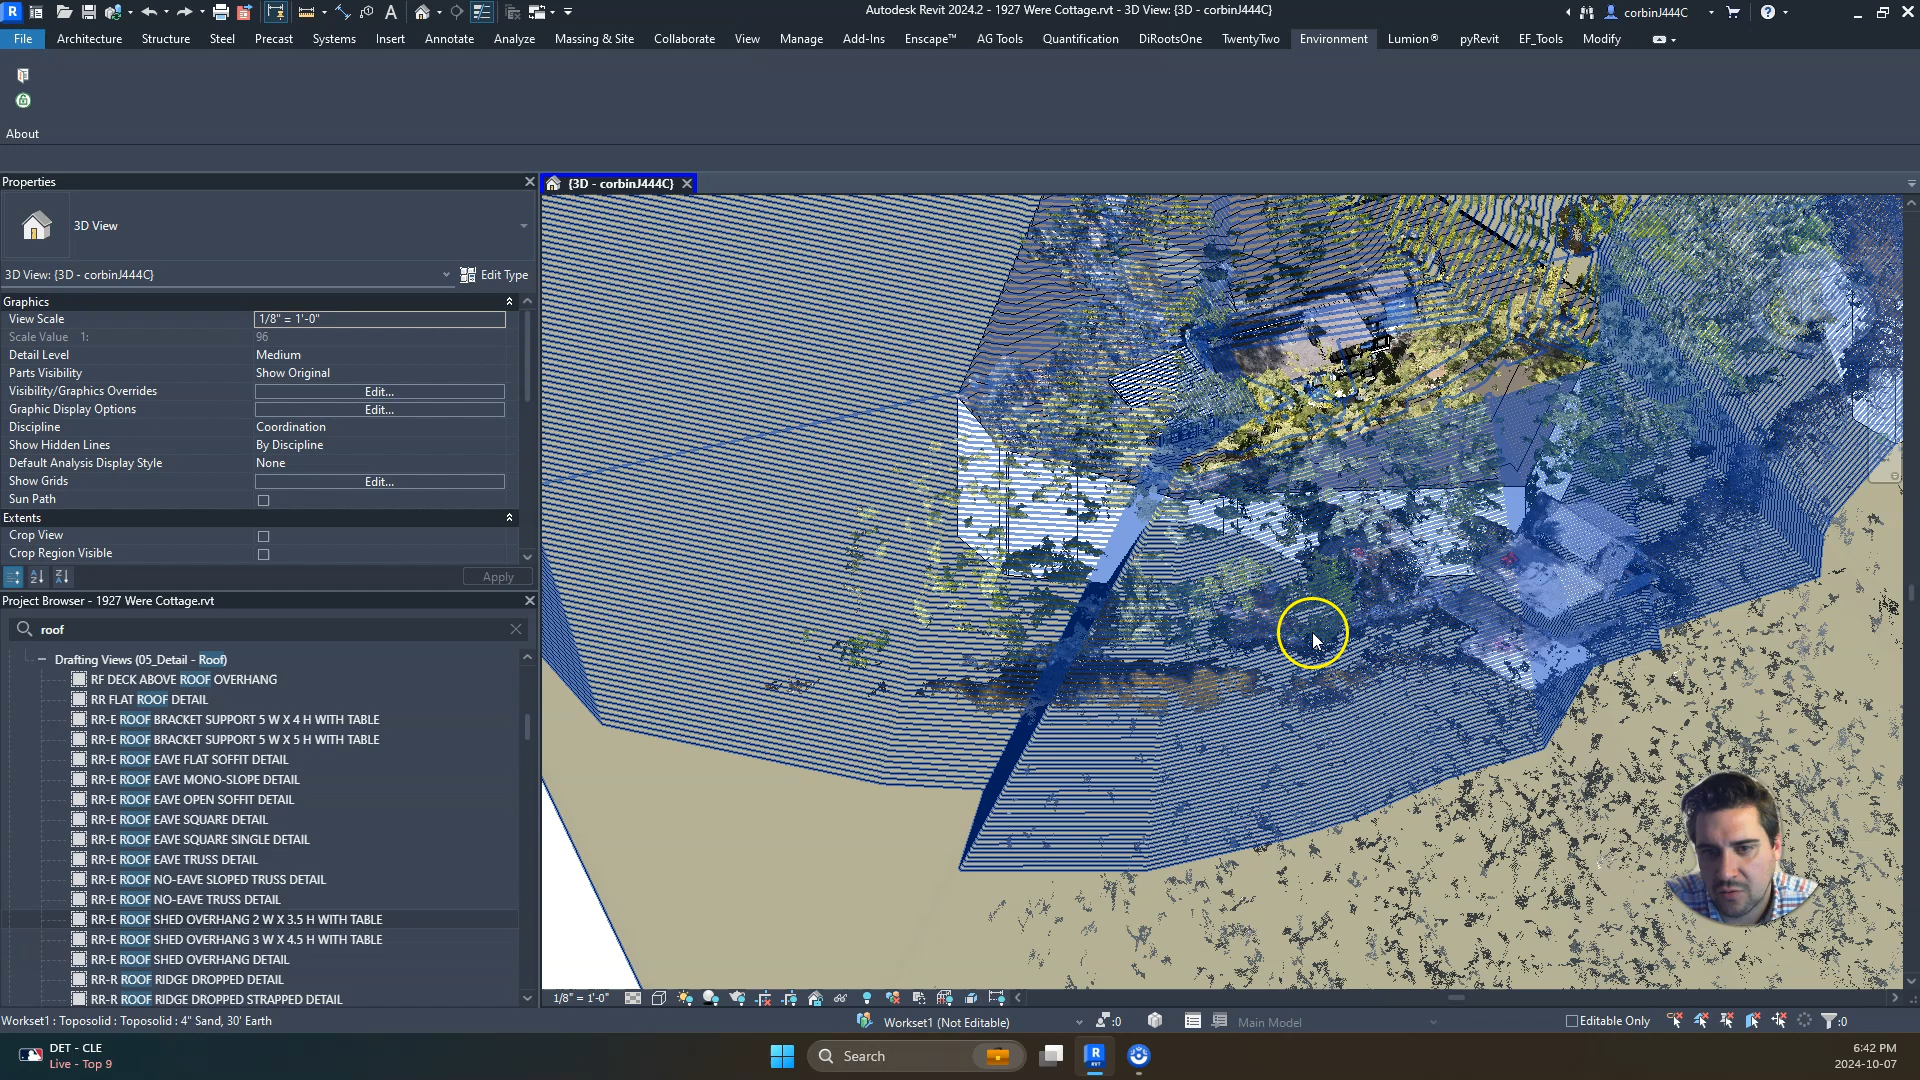 Autodesk Revit 2024.2 - 1927 Were Cottage.rvt - 3D View: {3D - corbinJ444C}
corbinJ444C
File Architecture Structure Steel Precast Systems Insert Annotate Analyze Massing & Site Collaborate View Manage Add-Ins Enscape™ AG Tools Quantification DiRootsOne TwentyTwo Environment Lumion® pyRevit EF_Tools Modify
About
Properties
{3D - corbinJ444C}
3D View
3D View: {3D - corbinJ444C}
Edit Type
Graphics
View Scale 1/8" = 1'-0"
Scale Value 1: 96
Detail Level Medium
Parts Visibility Show Original
Visibility/Graphics Overrides Edit...
Graphic Display Options Edit...
Discipline Coordination
Show Hidden Lines By Discipline
Default Analysis Display Style None
Show Grids Edit...
Sun Path
Extents
Crop View
Crop Region Visible
Apply
Project Browser - 1927 Were Cottage.rvt
roof
Drafting Views (05_Detail - Roof)
RF DECK ABOVE ROOF OVERHANG
RR FLAT ROOF DETAIL
RR-E ROOF BRACKET SUPPORT 5 W X 4 H WITH TABLE
RR-E ROOF BRACKET SUPPORT 5 W X 5 H WITH TABLE
RR-E ROOF EAVE FLAT SOFFIT DETAIL
RR-E ROOF EAVE MONO-SLOPE DETAIL
RR-E ROOF EAVE OPEN SOFFIT DETAIL
RR-E ROOF EAVE SQUARE DETAIL
RR-E ROOF EAVE SQUARE SINGLE DETAIL
RR-E ROOF EAVE TRUSS DETAIL
RR-E ROOF NO-EAVE SLOPED TRUSS DETAIL
RR-E ROOF NO-EAVE TRUSS DETAIL
RR-E ROOF SHED OVERHANG 2 W X 3.5 H WITH TABLE
RR-E ROOF SHED OVERHANG 3 W X 4.5 H WITH TABLE
RR-E ROOF SHED OVERHANG DETAIL
RR-R ROOF RIDGE DROPPED DETAIL
RR-R ROOF RIDGE DROPPED STRAPPED DETAIL
1/8" = 1'-0"
Workset1 : Toposolid : Toposolid : 4" Sand, 30' Earth
Workset1 (Not Editable)
:0
Main Model
Editable Only
:0
DET - CLE
Live - Top 9
Search
6:42 PM
2024-10-07